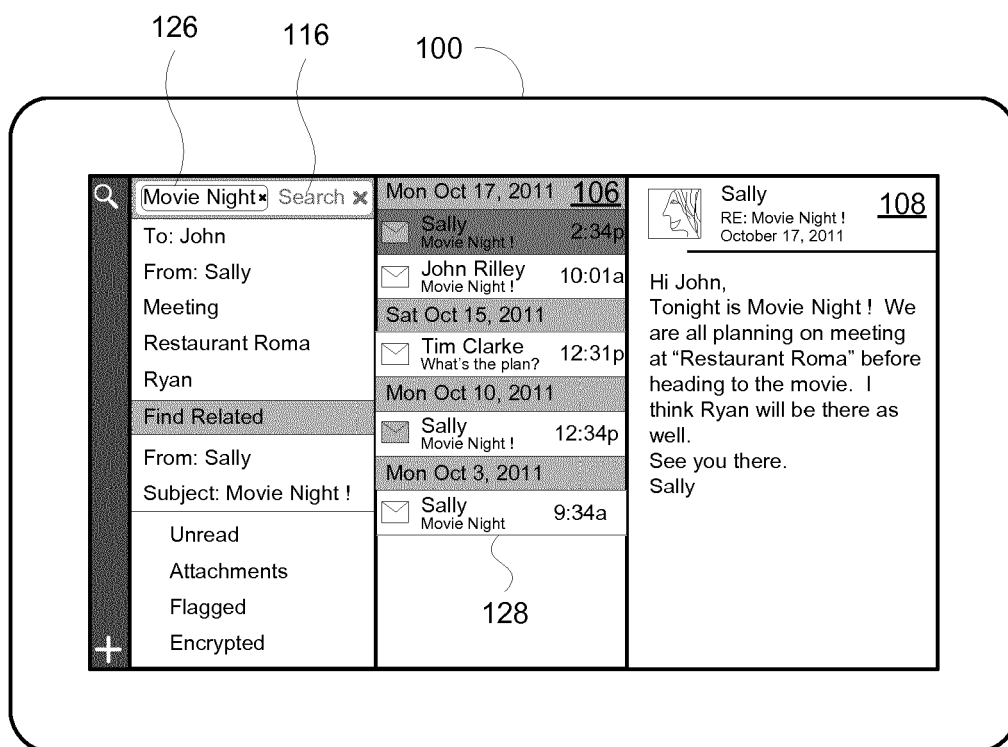 126
116
100
Movie Night × Search ×
To: John
From: Sally
Meeting
Restaurant Roma
Ryan
Find Related
From: Sally
Subject: Movie Night !
Unread
Attachments
Flagged
Encrypted
Mon Oct 17, 2011 106
Sally 2:34p
Movie Night !
John Rilley 10:01a
Movie Night !
Sat Oct 15, 2011
Tim Clarke 12:31p
What's the plan?
Mon Oct 10, 2011
Sally 12:34p
Movie Night !
Mon Oct 3, 2011
Sally 9:34a
Movie Night
128
Sally 108
RE: Movie Night !
October 17, 2011
Hi John,
Tonight is Movie Night ! We
are all planning on meeting
at “Restaurant Roma” before
heading to the movie. I
think Ryan will be there as
well.
See you there.
Sally